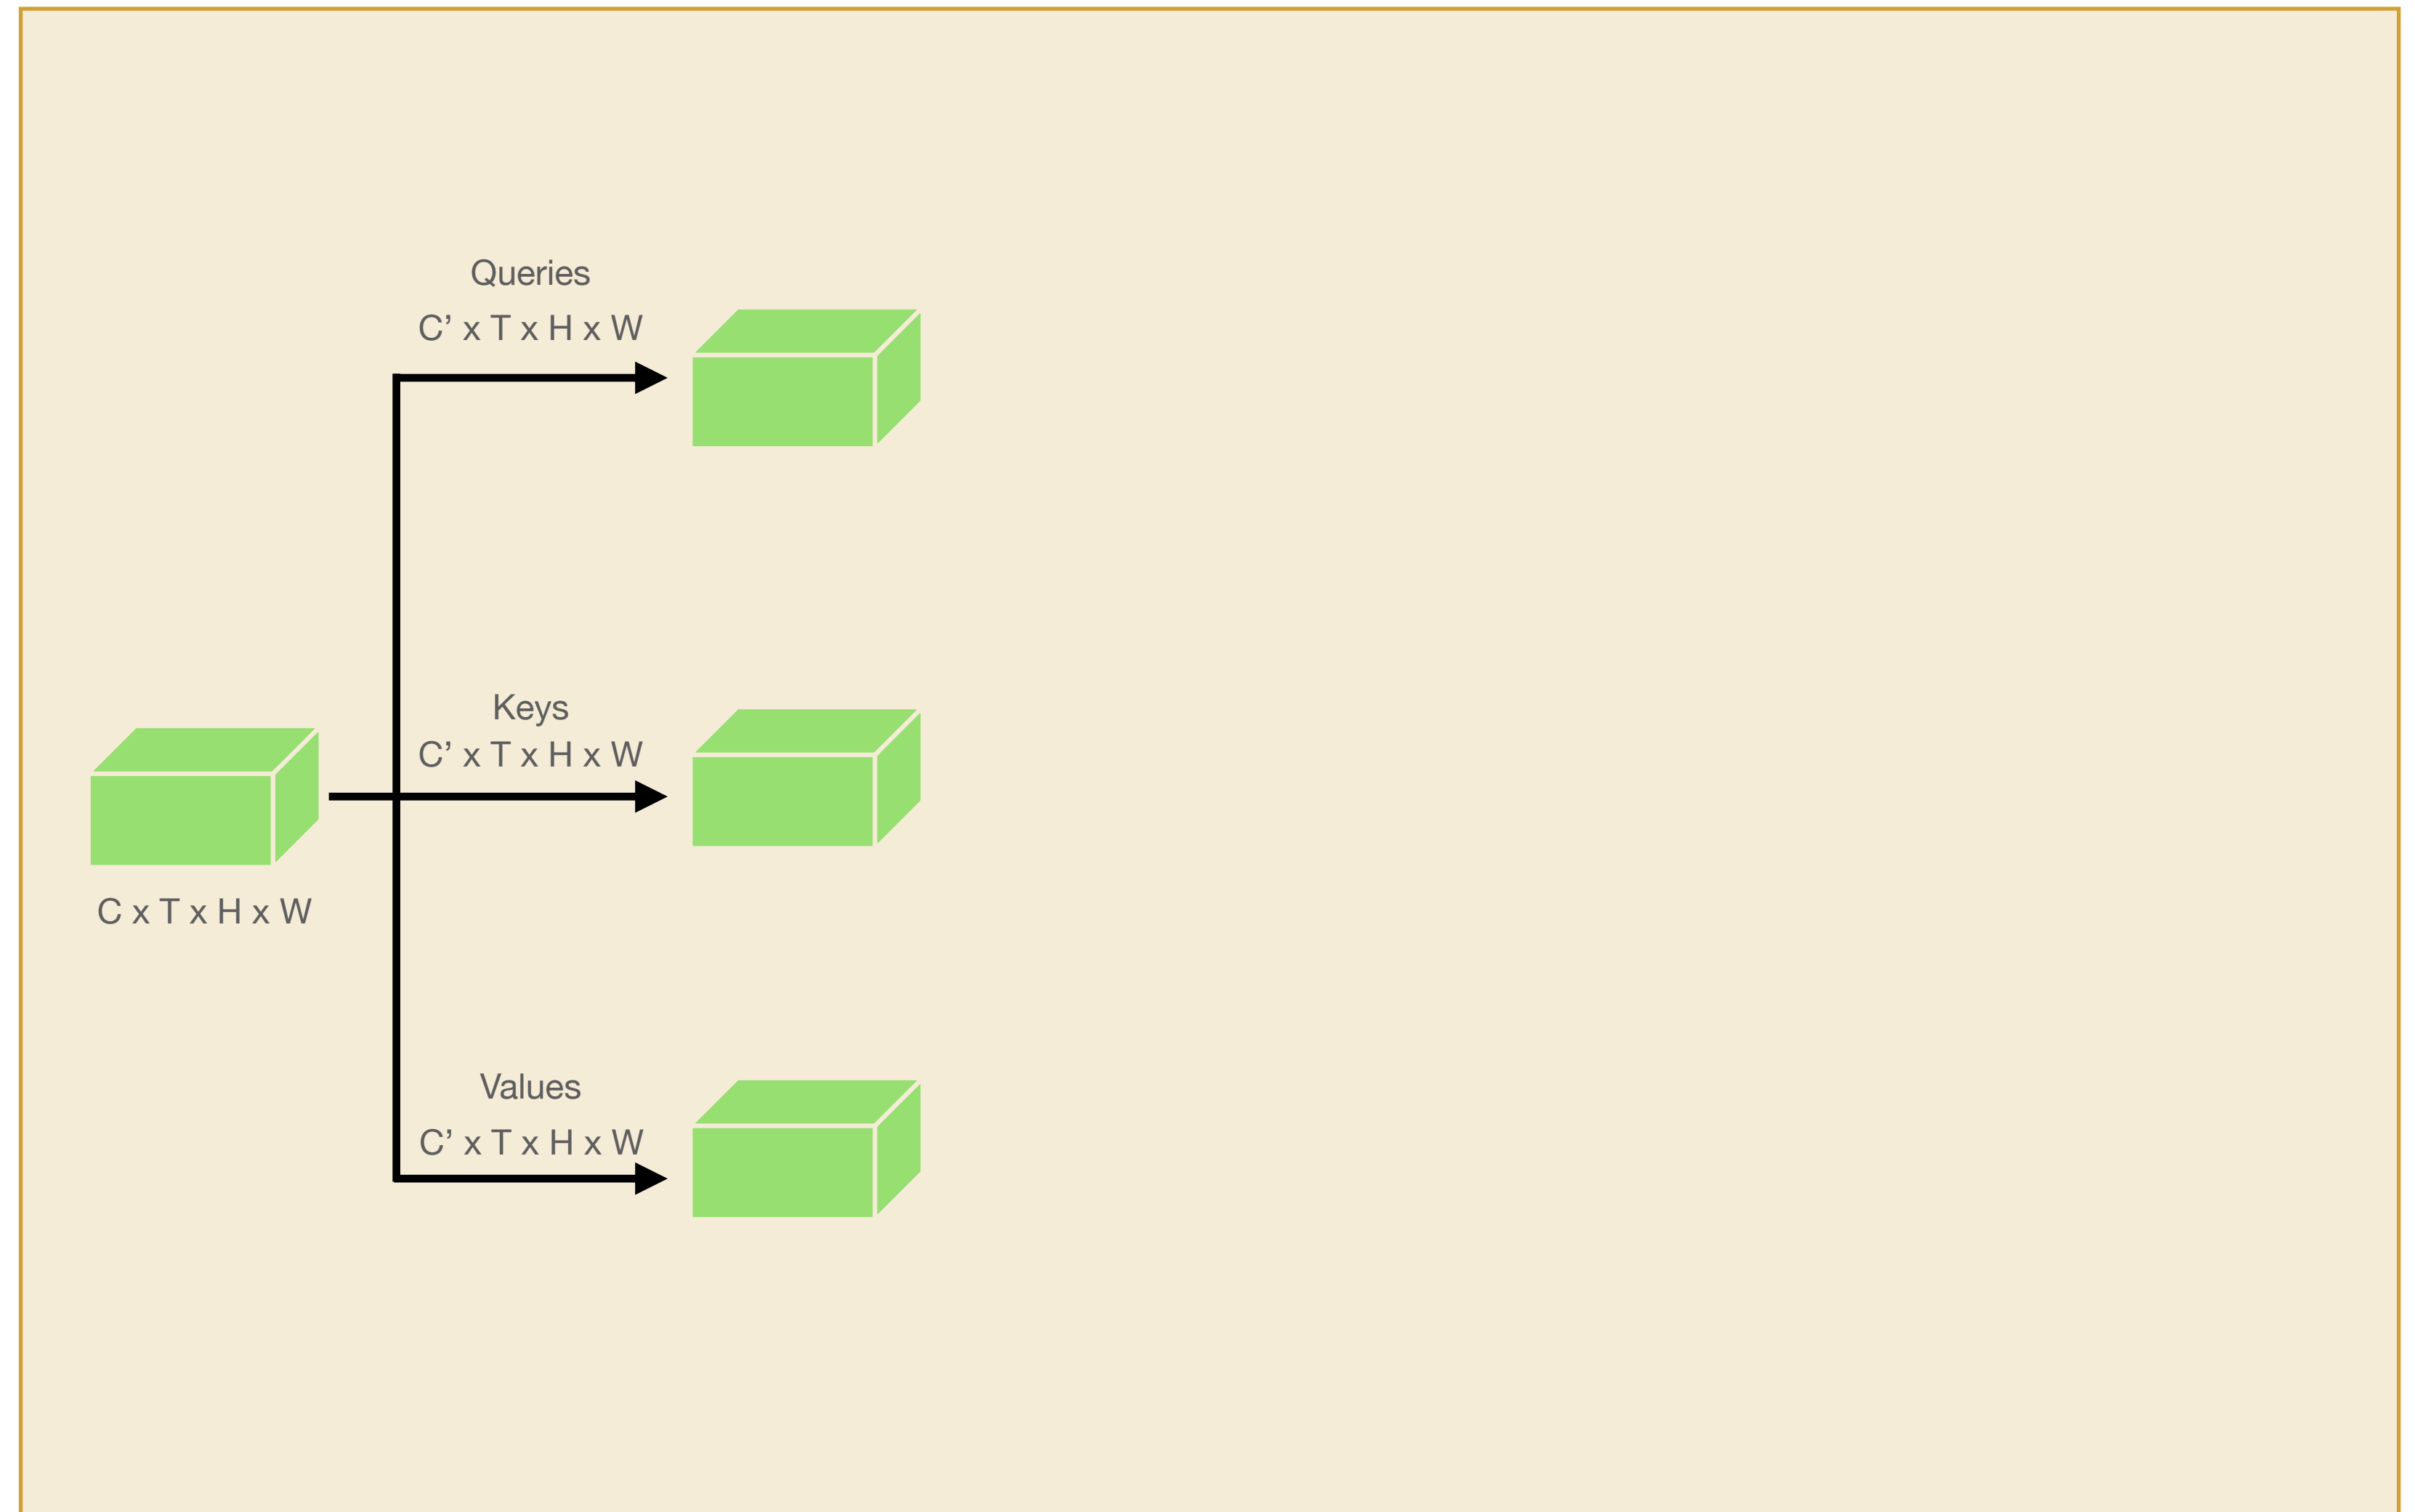 Queries
C’ x T x H x W
Keys
C’ x T x H x W
C x T x H x W
Values
C’ x T x H x W